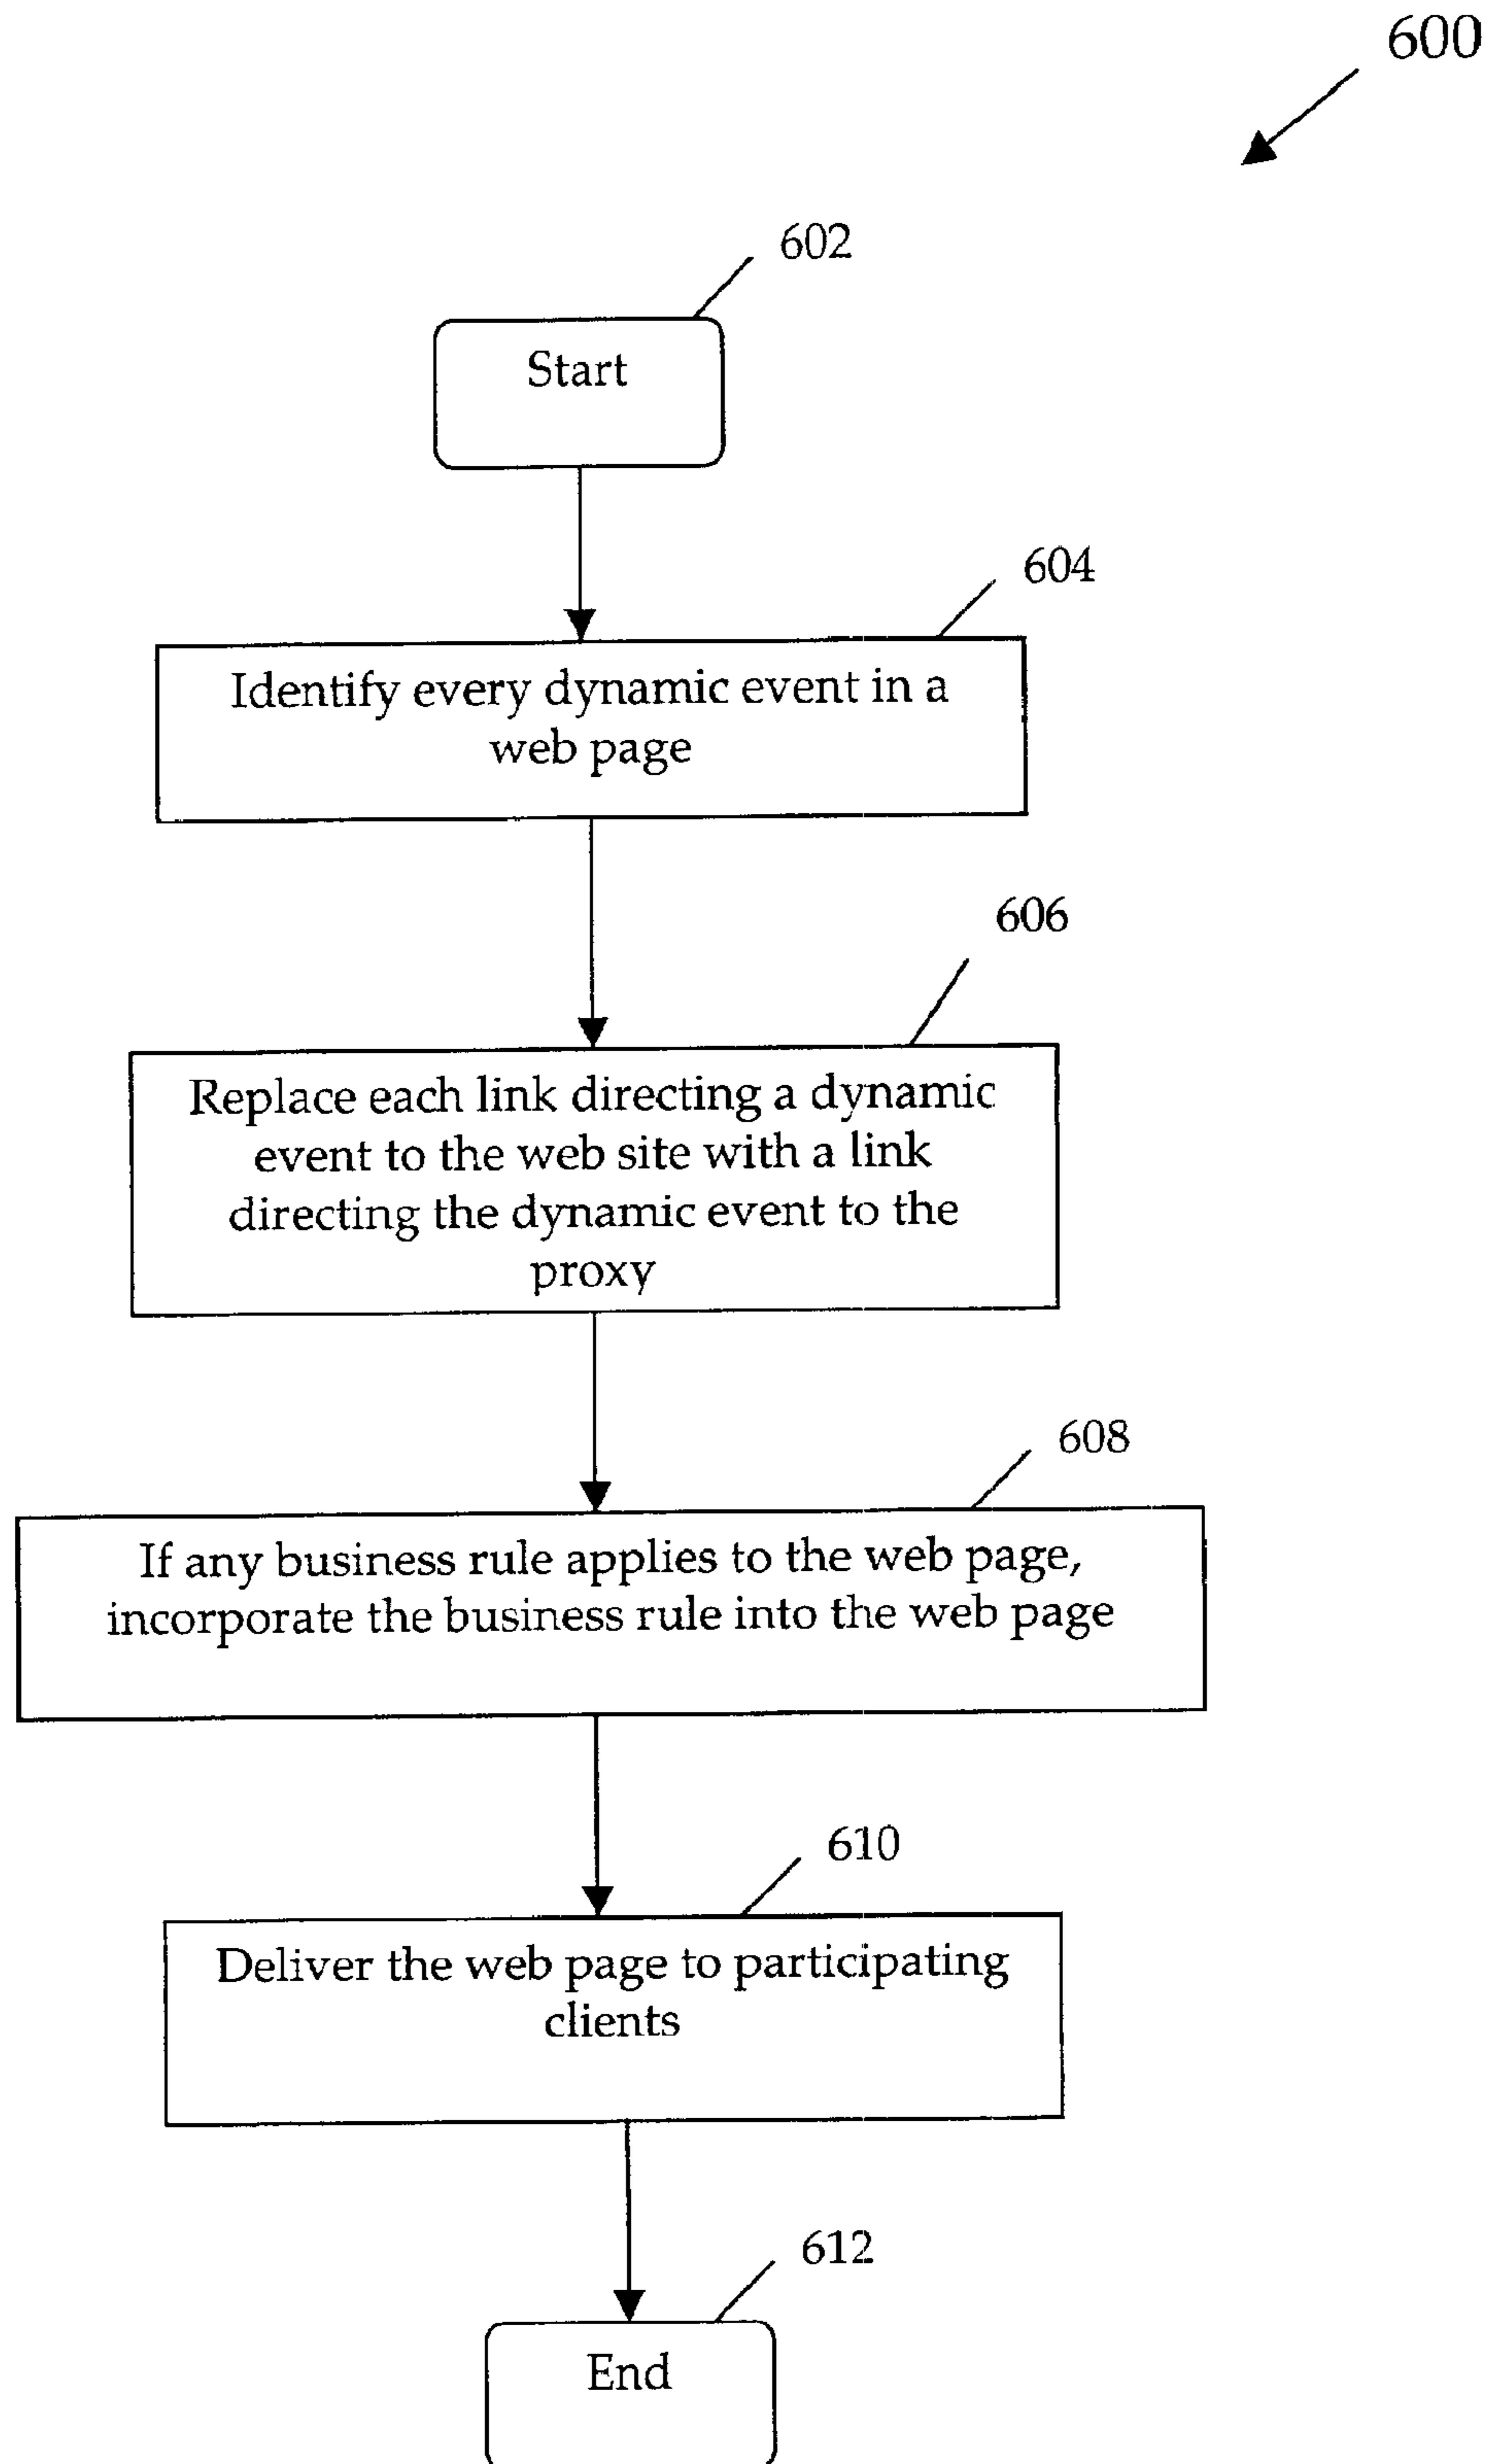 600
602
Start
604
Identify every dynamic event in a
web page
606
Replace each link directing a dynamic
event to the web site with a link
directing the dynamic event to the
proxy
608
If any business rule applies to the web page,
incorporate the business rule into the web page
610
Deliver the web page to participating
clients
612
End